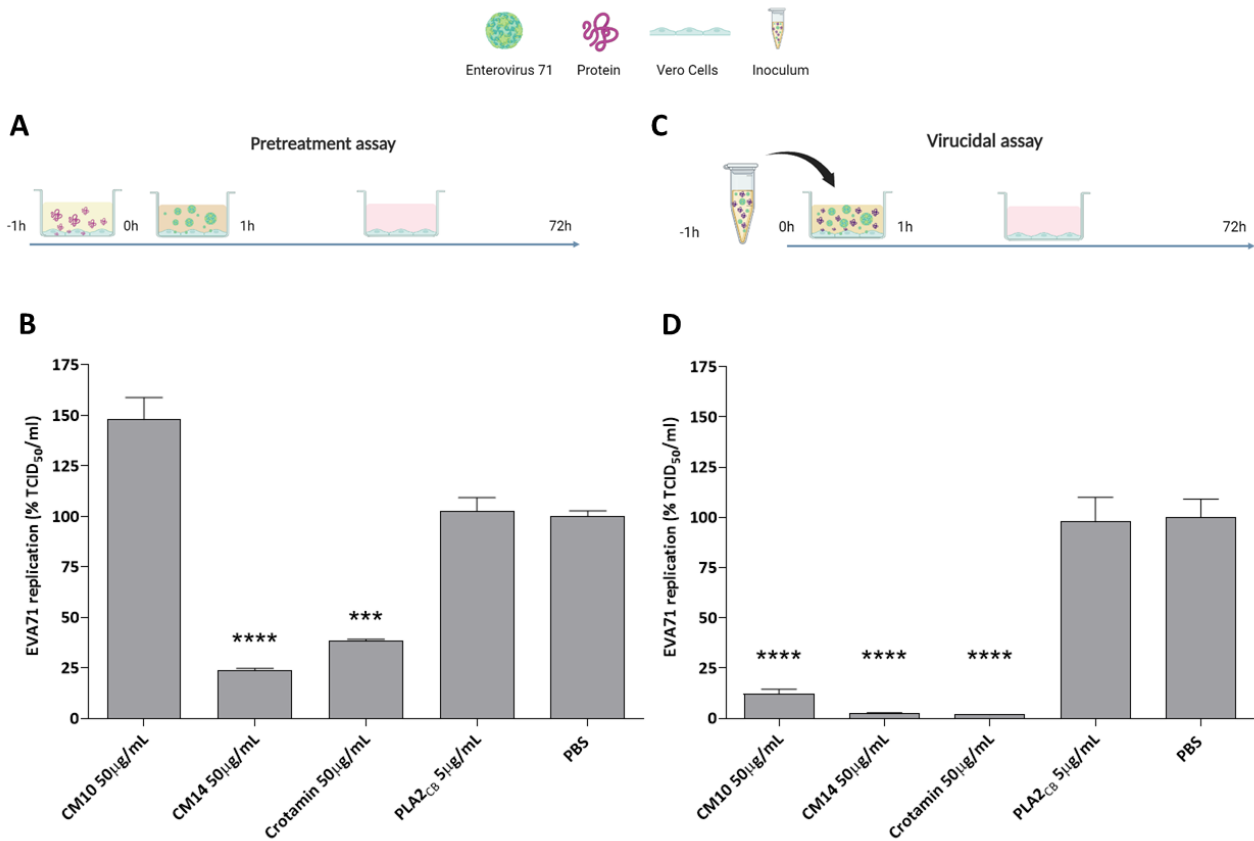 Enterovirus 71 Protein Vero Cells Inoculum
A
Pretreatment assay
-1h 0h 1h 72h
B
EVA71 replication (% TCID50/ml)
175
150
125
100
75
50
25
0
****
***
CM10 50µg/mL
CM14 50µg/mL
Crotamin 50µg/mL
PLA2CB 5µg/mL
PBS
C
Virucidal assay
-1h 0h 1h 72h
D
EVA71 replication (% TCID50/ml)
175
150
125
100
75
50
25
0
**** **** ****
CM10 50µg/mL
CM14 50µg/mL
Crotamin 50µg/mL
PLA2CB 5µg/mL
PBS